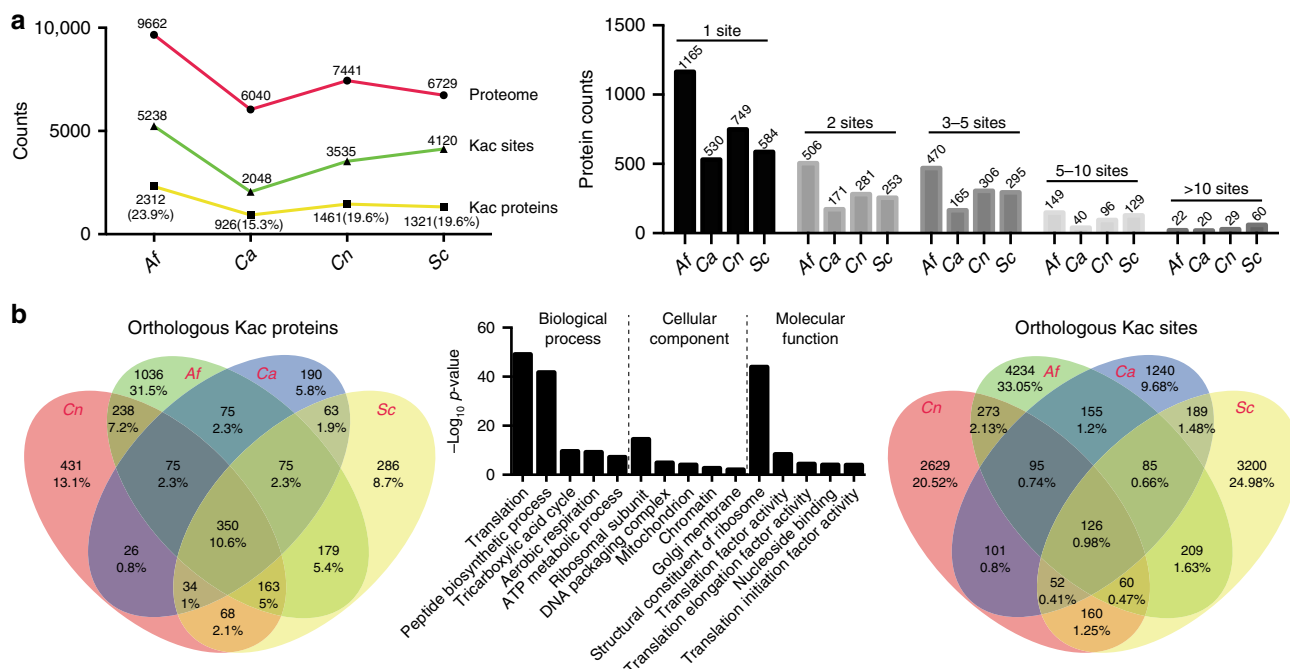 a
10,000
5000
0
Counts
9662
6040
7441
6729
Proteome
5238
2048
3535
4120
Kac sites
2312
(23.9%)
926(15.3%)
1461(19.6%)
1321(19.6%)
Kac proteins
Af
Ca
Cn
Sc
1500
1000
500
0
Protein counts
1 site
1165
530
749
584
2 sites
506
171
281
253
3–5 sites
470
165
306
295
5–10 sites
149
40
96
129
>10 sites
22
20
29
60
Af
Ca
Cn
Sc
Af
Ca
Cn
Sc
Af
Ca
Cn
Sc
Af
Ca
Cn
Sc
Af
Ca
Cn
Sc
b
Orthologous Kac proteins
Cn
Af
Ca
Sc
1036
31.5%
190
5.8%
238
7.2%
75
2.3%
63
1.9%
431
13.1%
75
2.3%
75
2.3%
286
8.7%
350
10.6%
26
0.8%
179
5.4%
34
1%
163
5%
68
2.1%
60
40
20
0
–Log10 p-value
Biological
process
Cellular
component
Molecular
function
Translation
Peptide biosynthetic process
Tricarboxylic acid cycle
Aerobic respiration
ATP metabolic process
Ribosomal subunit
DNA packaging complex
Mitochondrion
Chromatin
Golgi membrane
Structural constituent of ribosome
Translation factor activity
Translation elongation factor activity
Nucleoside binding
Translation initiation factor activity
Orthologous Kac sites
Cn
Af
Ca
Sc
4234
33.05%
1240
9.68%
273
2.13%
155
1.2%
189
1.48%
2629
20.52%
95
0.74%
85
0.66%
3200
24.98%
126
0.98%
101
0.8%
209
1.63%
52
0.41%
60
0.47%
160
1.25%